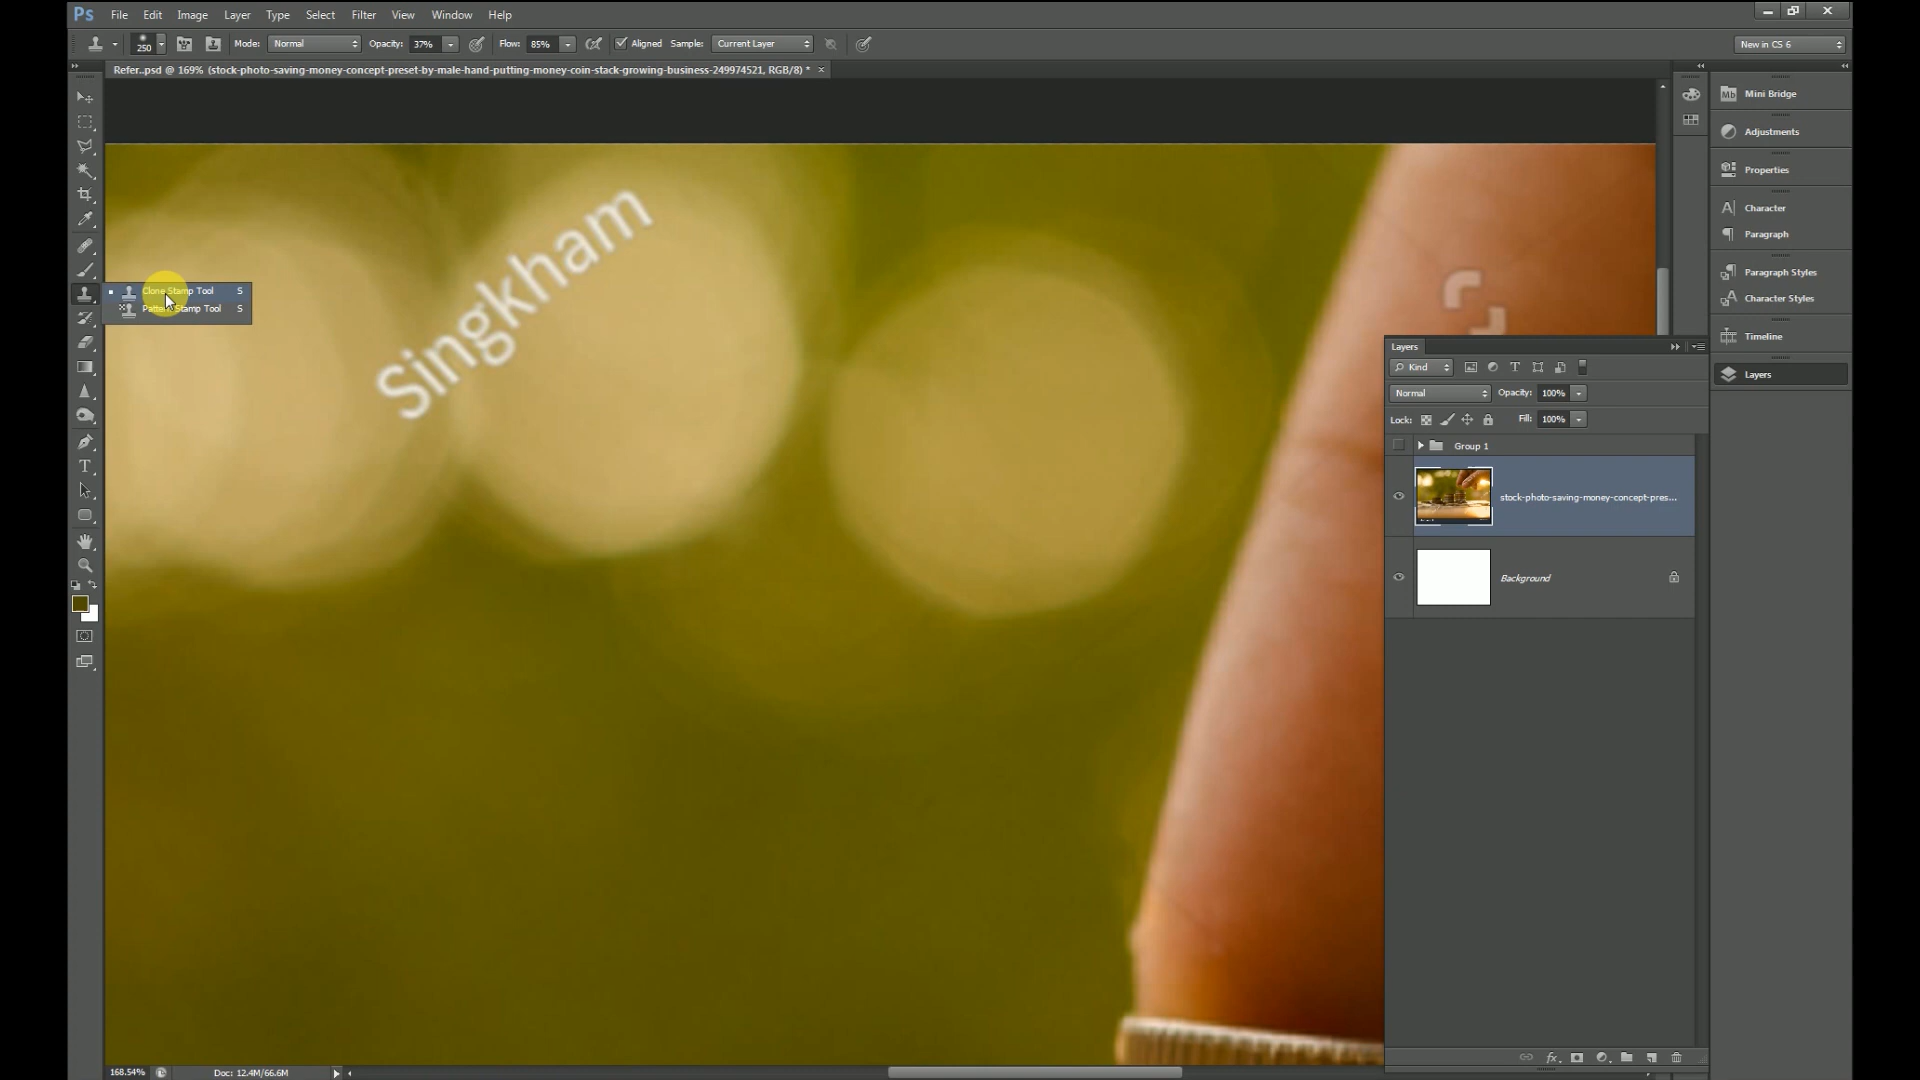 Ps File Edit Image Layer Type Select Filter View Window Help
250 Mode: Normal Opacity: 37% Flow: 85% Aligned Sample: Current Layer New in CS 6
Refer..psd @ 169% (stock-photo-saving-money-concept-preset-by-male-hand-putting-money-coin-stack-growing-business-249974521, RGB/8) * ×
Mb Mini Bridge
Adjustments
Properties
Character
Paragraph
Paragraph Styles
Character Styles
Timeline
Layers
Clone Stamp Tool S
Pattern Stamp Tool S
Singkham
Layers
Kind
Normal Opacity: 100%
Lock: Fill: 100%
Group 1
stock-photo-saving-money-concept-pres...
Background
168.54% Doc: 12.4M/66.6M